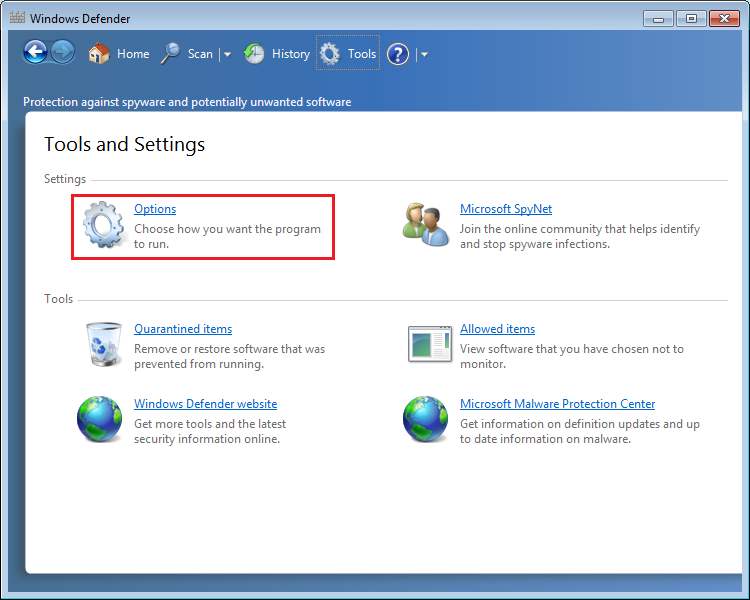 Windows Defender
Home Scan History Tools ?
Protection against spyware and potentially unwanted software
Tools and Settings
Settings
Options
Choose how you want the program
to run.
Microsoft SpyNet
Join the online community that helps identify
and stop spyware infections.
Tools
Quarantined items
Remove or restore software that was
prevented from running.
Allowed items
View software that you have chosen not to
monitor.
Windows Defender website
Get more tools and the latest
security information online.
Microsoft Malware Protection Center
Get information on definition updates and up
to date information on malware.